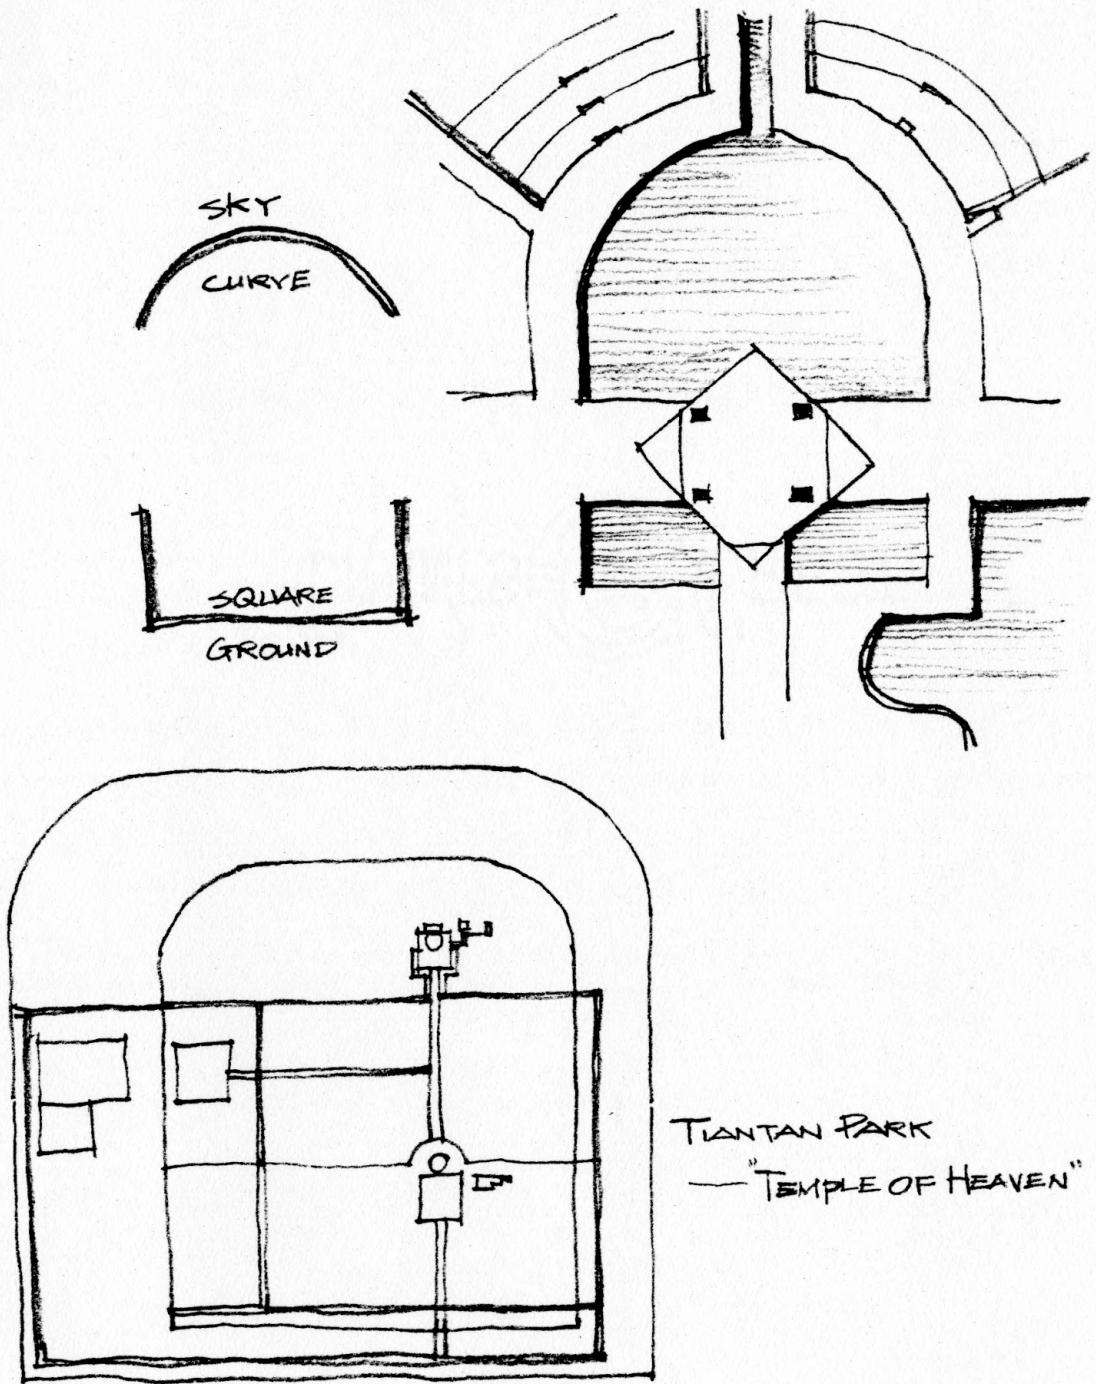 SKY
CURVE
SQUARE
GROUND
TIANTAN PARK
— "TEMPLE OF HEAVEN"